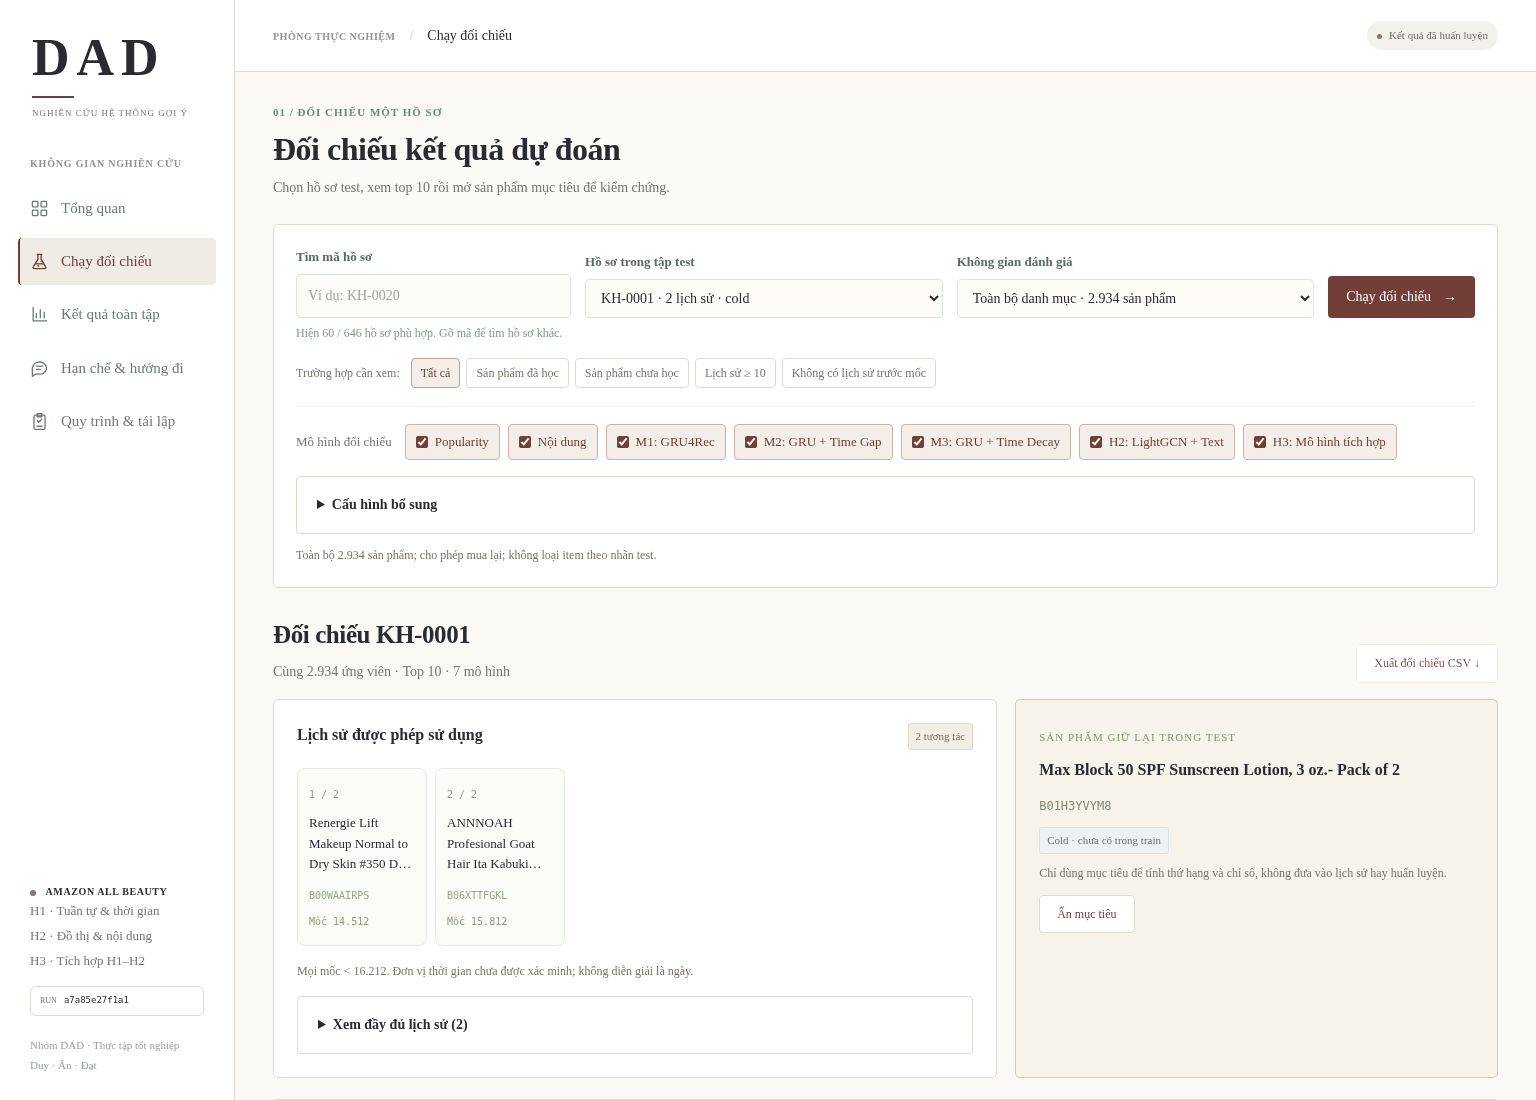 DAD
NGHIÊN CỨU HỆ THỐNG GỢI Ý
KHÔNG GIAN NGHIÊN CỨU
Tổng quan
Chạy đối chiếu
Kết quả toàn tập
Hạn chế & hướng đi
Quy trình & tái lập
AMAZON ALL BEAUTY
H1 · Tuần tự & thời gian
H2 · Đồ thị & nội dung
H3 · Tích hợp H1–H2
RUN a7a85e27f1a1
Nhóm DAD · Thực tập tốt nghiệp
Duy · Ân · Đạt
PHÒNG THỰC NGHIỆM / Chạy đối chiếu
Kết quả đã huấn luyện
01 / ĐỐI CHIẾU MỘT HỒ SƠ
Đối chiếu kết quả dự đoán
Chọn hồ sơ test, xem top 10 rồi mở sản phẩm mục tiêu để kiểm chứng.
Tìm mã hồ sơ
Ví dụ: KH-0020
Hồ sơ trong tập test
KH-0001 · 2 lịch sử · cold
Không gian đánh giá
Toàn bộ danh mục · 2.934 sản phẩm
Chạy đối chiếu →
Hiện 60 / 646 hồ sơ phù hợp. Gõ mã để tìm hồ sơ khác.
Trường hợp cần xem: Tất cả Sản phẩm đã học Sản phẩm chưa học Lịch sử ≥ 10 Không có lịch sử trước mốc
Mô hình đối chiếu Popularity Nội dung M1: GRU4Rec M2: GRU + Time Gap M3: GRU + Time Decay H2: LightGCN + Text H3: Mô hình tích hợp
Cấu hình bổ sung
Toàn bộ 2.934 sản phẩm; cho phép mua lại; không loại item theo nhãn test.
Đối chiếu KH-0001
Cùng 2.934 ứng viên · Top 10 · 7 mô hình
Xuất đối chiếu CSV ↓
Lịch sử được phép sử dụng
2 tương tác
1 / 2
Renergie Lift
Makeup Normal to
Dry Skin #350 D…
B00WAAIRPS
Mốc 14.512
2 / 2
ANNNOAH
Profesional Goat
Hair Ita Kabuki…
B06XTTFGKL
Mốc 15.812
Mọi mốc < 16.212. Đơn vị thời gian chưa được xác minh; không diễn giải là ngày.
Xem đầy đủ lịch sử (2)
SẢN PHẨM GIỮ LẠI TRONG TEST
Max Block 50 SPF Sunscreen Lotion, 3 oz.- Pack of 2
B01H3YVYM8
Cold · chưa có trong train
Chỉ dùng mục tiêu để tính thứ hạng và chỉ số, không đưa vào lịch sử hay huấn luyện.
Ẩn mục tiêu